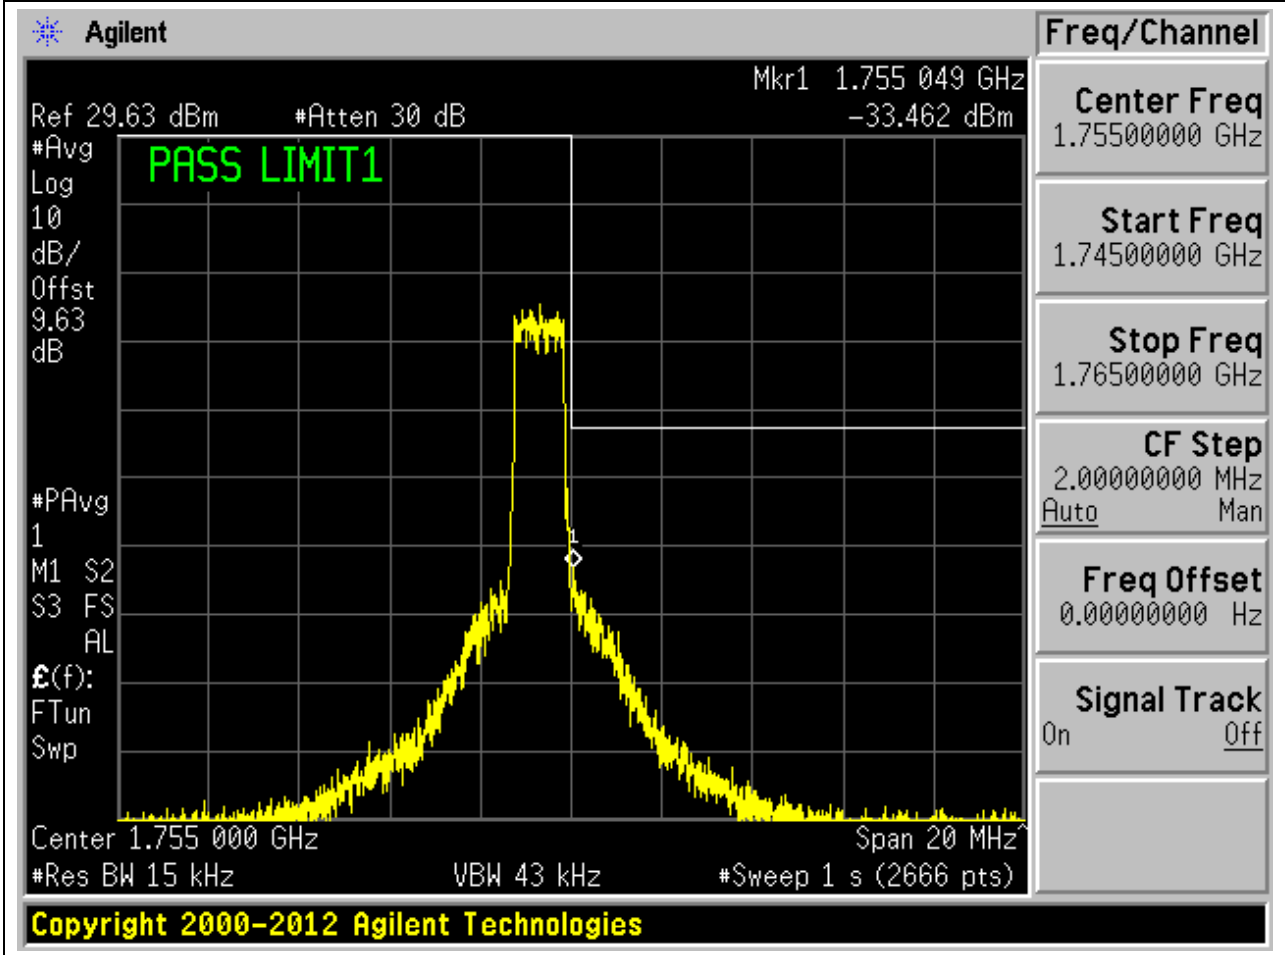 Agilent
Freq/Channel
Mkr1 1.755 049 GHz
Ref 29.63 dBm #Atten 30 dB -33.462 dBm
#Avg
Log
10
dB/
Offst
9.63
dB
PASS LIMIT1
1
#PAvg
1
M1 S2
S3 FS
AL
£(f):
FTun
Swp
Center 1.755 000 GHz Span 20 MHz^
#Res BW 15 kHz VBW 43 kHz #Sweep 1 s (2666 pts)
Copyright 2000-2012 Agilent Technologies
Center Freq
1.75500000 GHz
Start Freq
1.74500000 GHz
Stop Freq
1.76500000 GHz
CF Step
2.00000000 MHz
Auto Man
Freq Offset
0.00000000 Hz
Signal Track
On Off